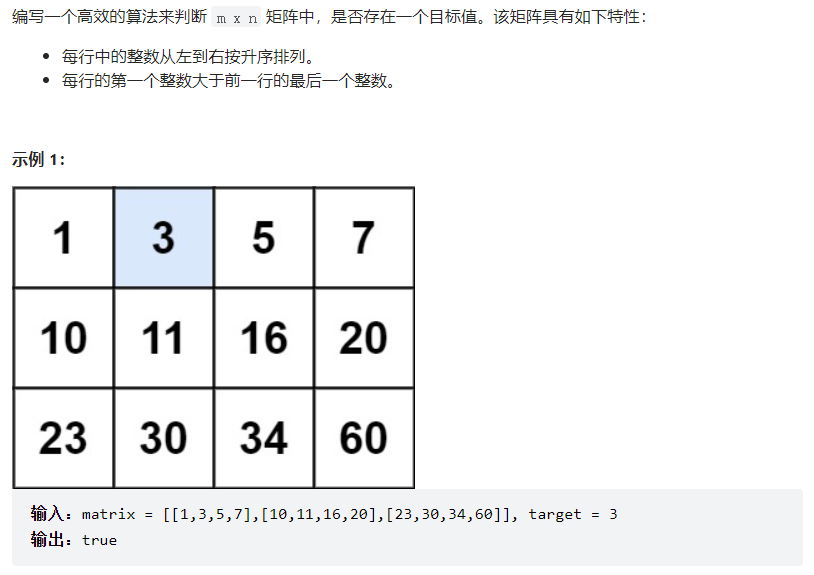 编写一个高效的算法来判断 m x n 矩阵中，是否存在一个目标值。该矩阵具有如下特性：
每行中的整数从左到右按升序排列。
每行的第一个整数大于前一行的最后一个整数。
示例 1：
1 3 5 7
10 11 16 20
23 30 34 60
输入：matrix = [[1,3,5,7],[10,11,16,20],[23,30,34,60]], target = 3
输出：true